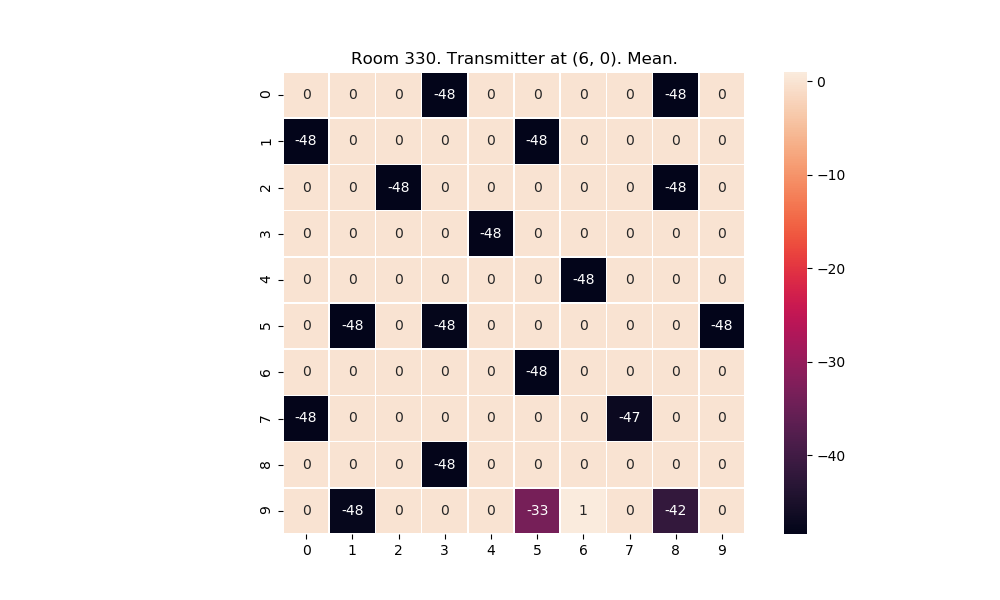 Room 330. Transmitter at (6, 0). Mean.
0 0 0 0 -48 0 0 0 0 -48 0
1 -48 0 0 0 0 -48 0 0 0 0
2 0 0 -48 0 0 0 0 0 -48 0
3 0 0 0 0 -48 0 0 0 0 0
4 0 0 0 0 0 0 -48 0 0 0
5 0 -48 0 -48 0 0 0 0 0 -48
6 0 0 0 0 0 -48 0 0 0 0
7 -48 0 0 0 0 0 0 -47 0 0
8 0 0 0 -48 0 0 0 0 0 0
9 0 -48 0 0 0 -33 1 0 -42 0
0 1 2 3 4 5 6 7 8 9
0
−10
−20
−30
−40